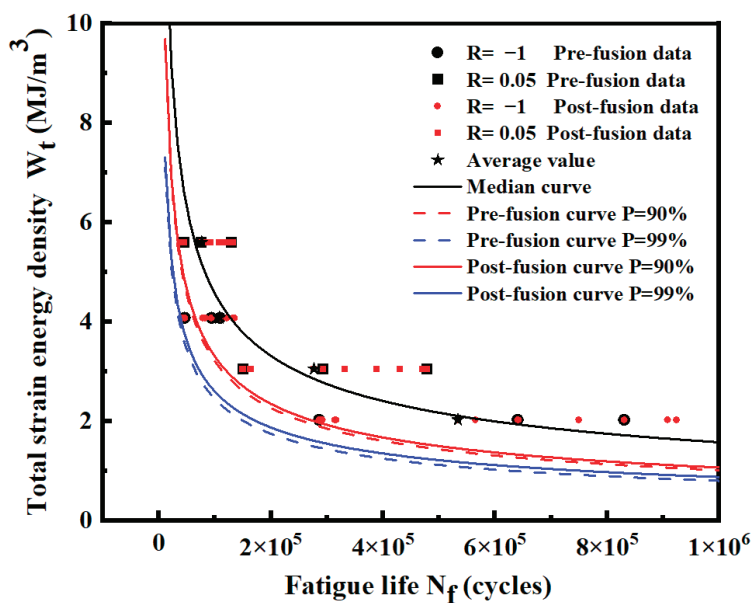 Total strain energy density W_t (MJ/m^3)
10
8
6
4
2
0
R= −1 Pre-fusion data
R= 0.05 Pre-fusion data
R= −1 Post-fusion data
R= 0.05 Post-fusion data
Average value
Median curve
Pre-fusion curve P=90%
Pre-fusion curve P=99%
Post-fusion curve P=90%
Post-fusion curve P=99%
0 2×10^5 4×10^5 6×10^5 8×10^5 1×10^6
Fatigue life N_f (cycles)